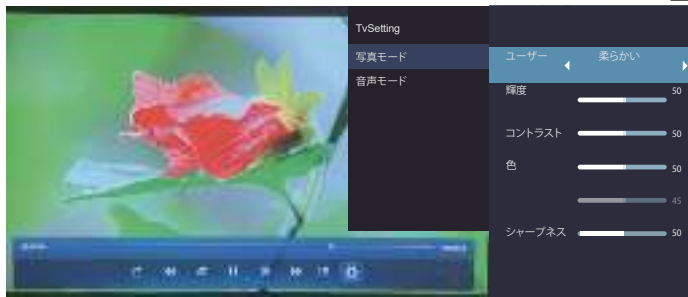 TvSetting
写真モード
音声モード
ユーザー 柔らかい
輝度 50
コントラスト 50
色 50
45
シャープネス 50